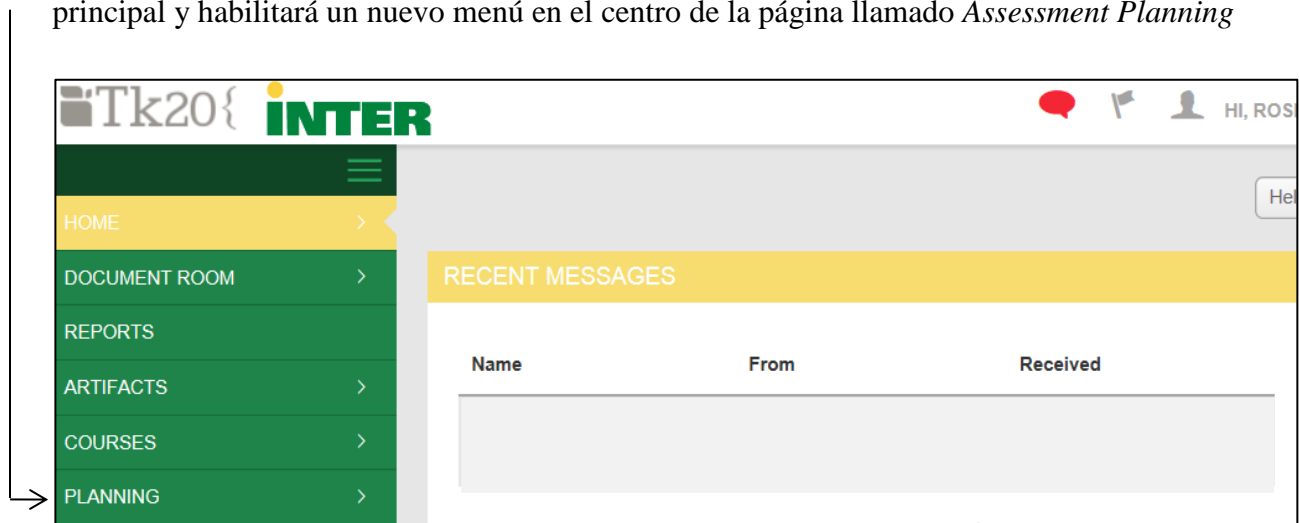 principal y habilitará un nuevo menú en el centro de la página llamado Assessment Planning
Tk20{ INTER
HI, ROS
Hel
HOME
DOCUMENT ROOM
RECENT MESSAGES
REPORTS
Name From Received
ARTIFACTS
COURSES
PLANNING